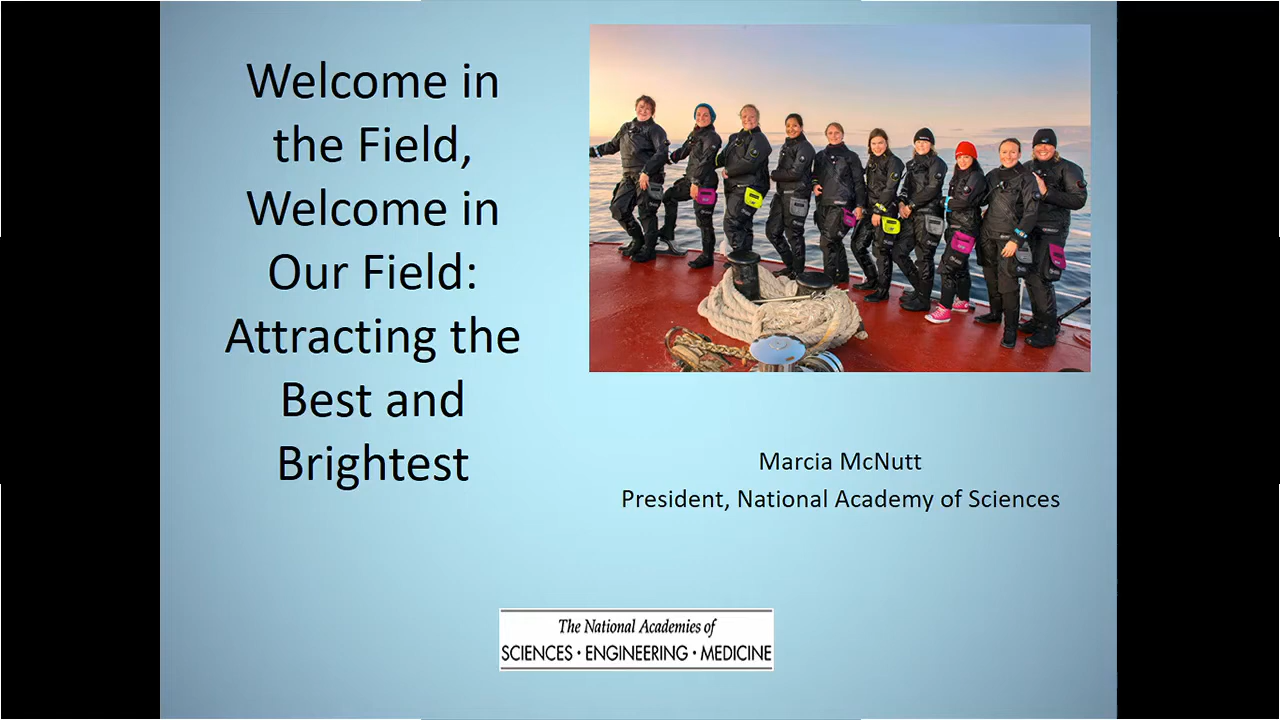 Welcome in
the Field,
Welcome in
Our Field:
Attracting the
Best and
Brightest
Marcia McNutt
President, National Academy of Sciences
The National Academies of
SCIENCES · ENGINEERING · MEDICINE